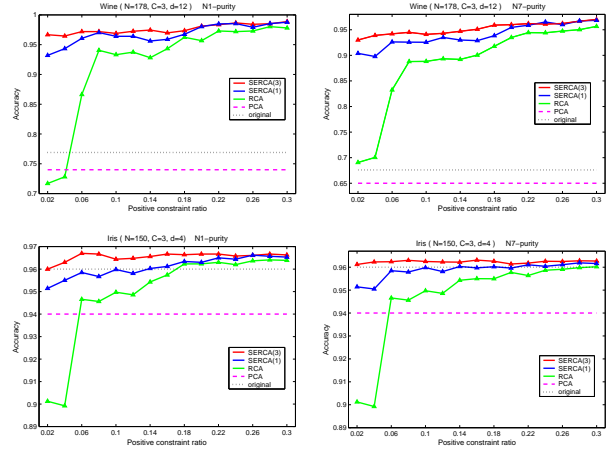 Wine ( N=178, C=3, d=12 ) N1−purity
1
0.95
0.9
0.85
0.8
0.75
0.7
Accuracy
0.02 0.06 0.1 0.14 0.18 0.22 0.26 0.3
Positive constraint ratio
SERCA(3)
SERCA(1)
RCA
PCA
original
Wine ( N=178, C=3, d=12 ) N7−purity
0.95
0.9
0.85
0.8
0.75
0.7
0.65
Accuracy
0.02 0.06 0.1 0.14 0.18 0.22 0.26 0.3
Positive constraint ratio
SERCA(3)
SERCA(1)
RCA
PCA
original
Iris ( N=150, C=3, d=4) N1−purity
0.97
0.96
0.95
0.94
0.93
0.92
0.91
0.9
0.89
Accuracy
0.02 0.06 0.1 0.14 0.18 0.22 0.26 0.3
Positive constraint ratio
SERCA(3)
SERCA(1)
RCA
PCA
original
Iris ( N=150, C=3, d=4 ) N7−purity
0.96
0.94
0.92
0.9
0.89
Accuracy
0.02 0.06 0.1 0.14 0.18 0.22 0.26 0.3
Positive constraint ratio
SERCA(3)
SERCA(1)
RCA
PCA
original